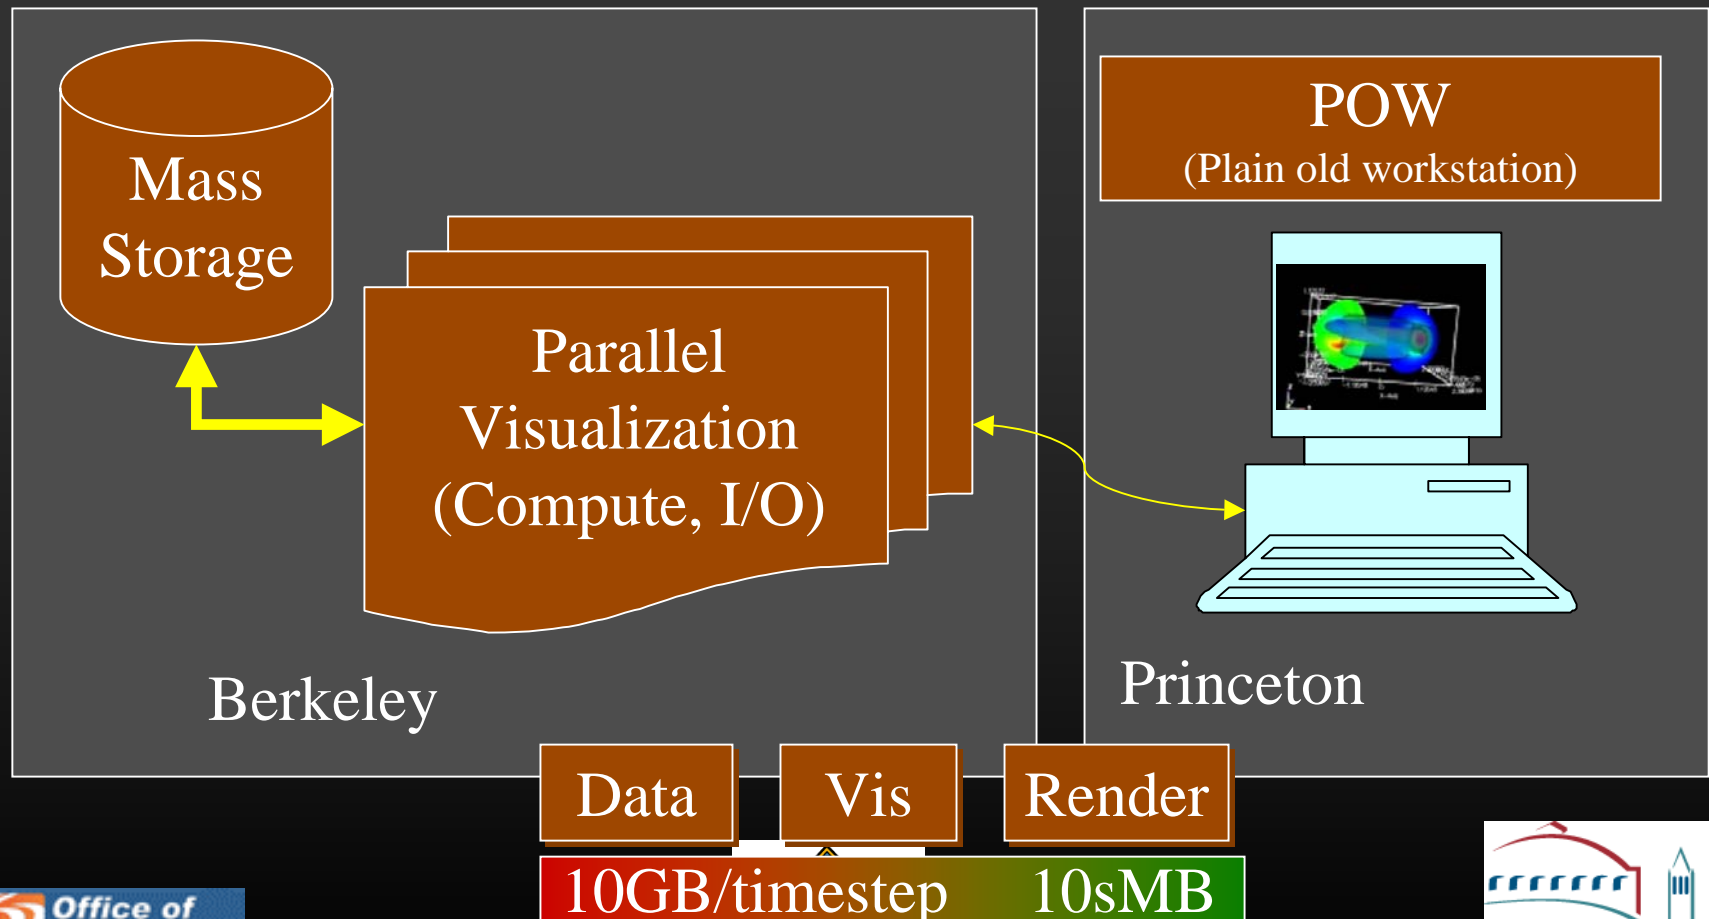 Mass
Storage
Parallel
Visualization
(Compute, I/O)
Berkeley
POW
(Plain old workstation)
Princeton
Data
Vis
Render
10GB/timestep
10sMB
Office of